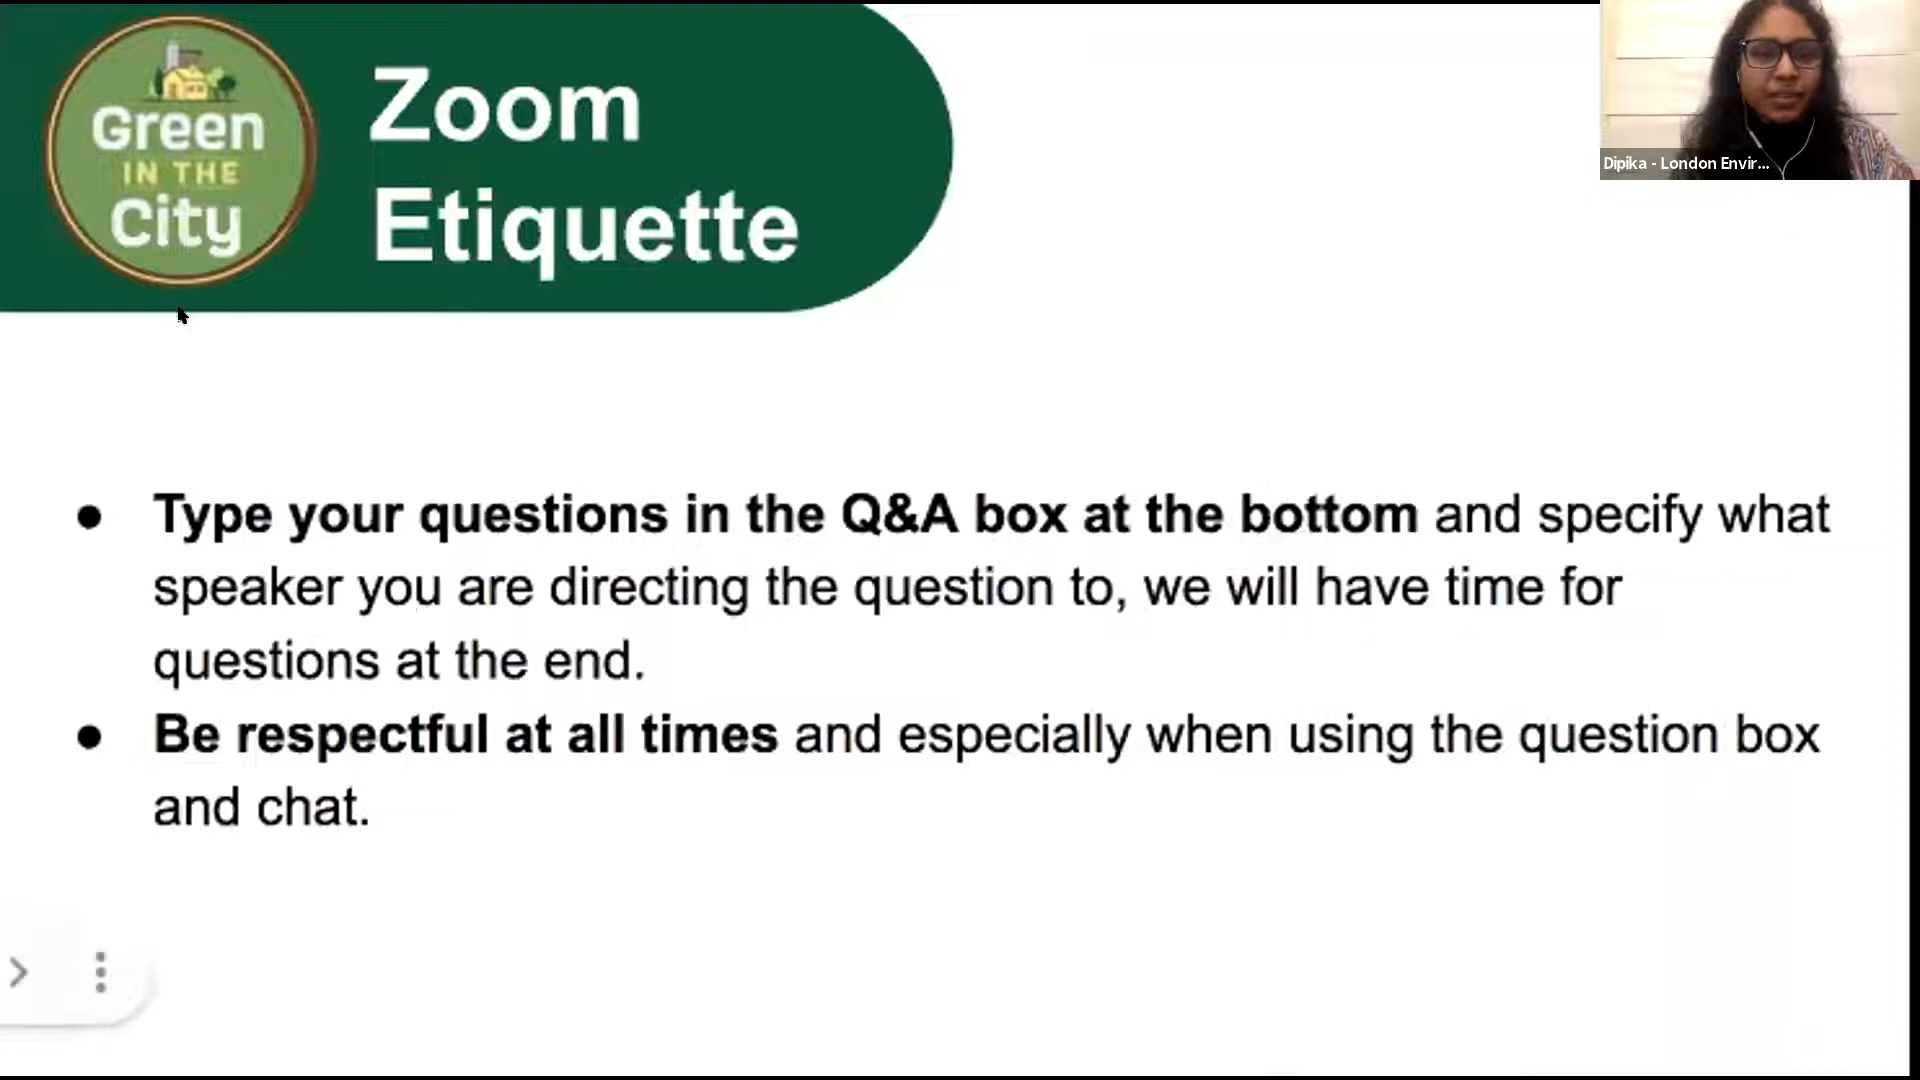 Green
IN THE
City
Zoom
Etiquette
Dipika - London Envir...
● Type your questions in the Q&A box at the bottom and specify what
speaker you are directing the question to, we will have time for
questions at the end.
● Be respectful at all times and especially when using the question box
and chat.